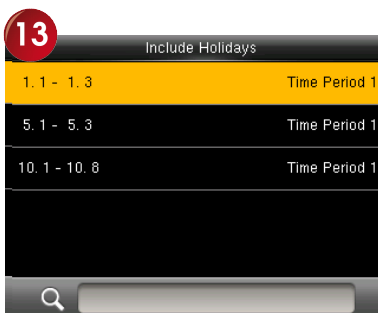 13
Include Holidays
1. 1 - 1. 3 Time Period 1
5. 1 - 5. 3 Time Period 1
10. 1 - 10. 8 Time Period 1